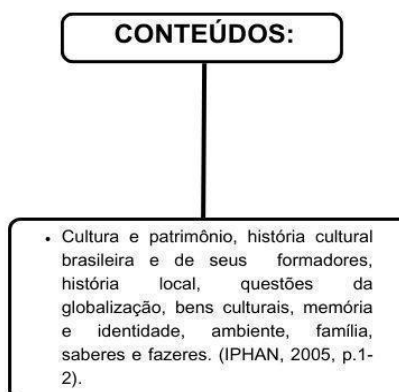 CONTEÚDOS:
• Cultura e patrimônio, história cultural
brasileira e de seus formadores,
história local, questões da
globalização, bens culturais, memória
e identidade, ambiente, família,
saberes e fazeres. (IPHAN, 2005, p.1-
2).